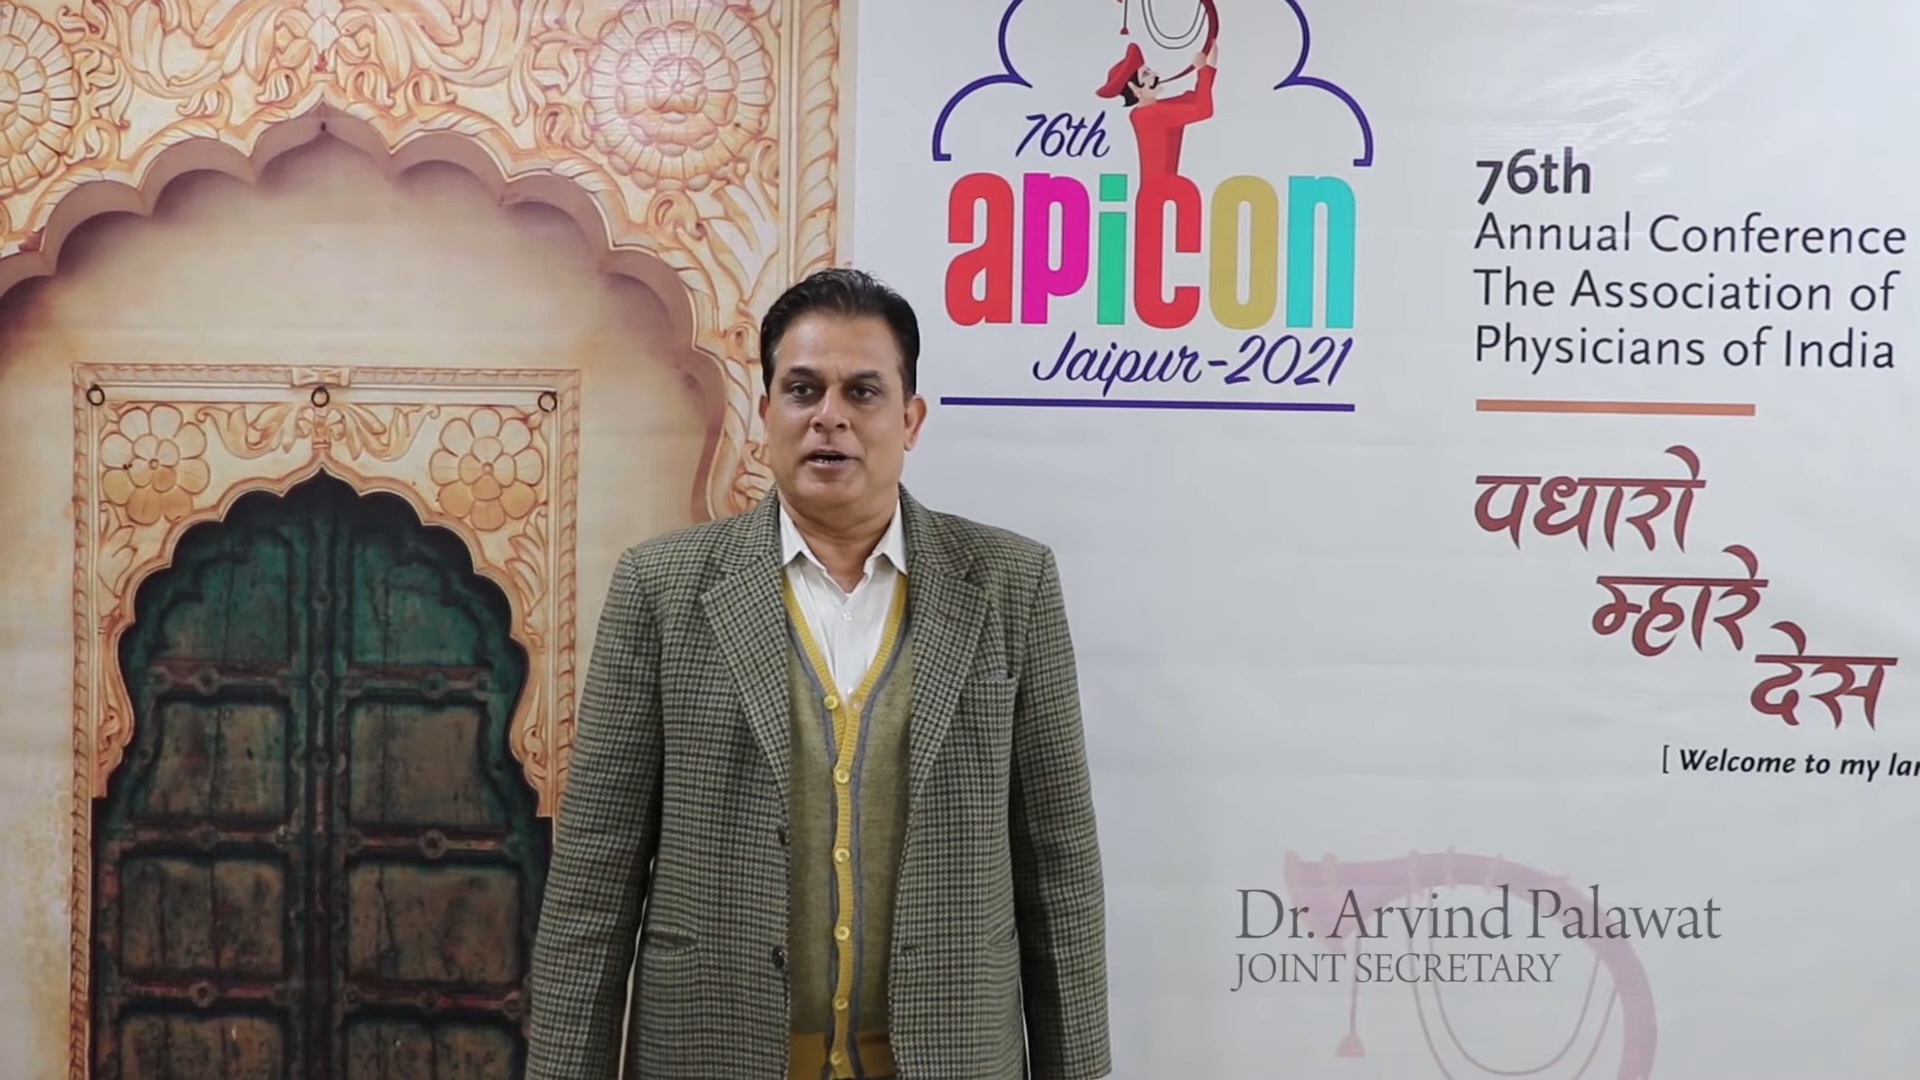 76th
apicon
Jaipur-2021
76th
Annual Conference
The Association of
Physicians of India
पधारो
म्हारे
देस
[ Welcome to my
Dr. Arvind Palawat
JOINT SECRETARY